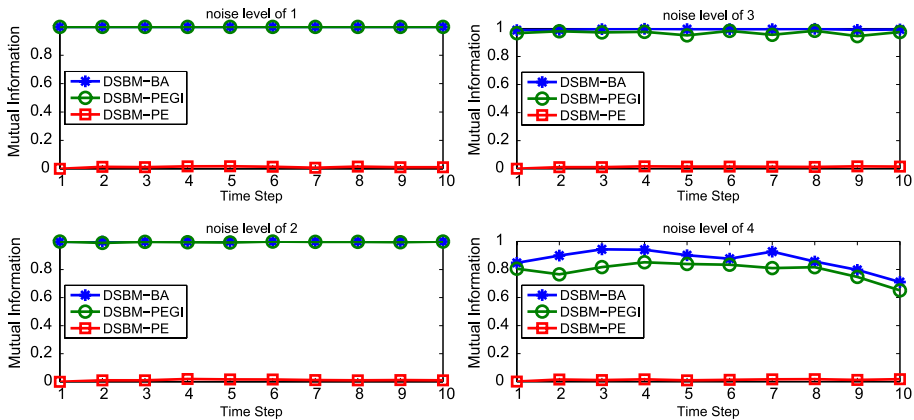 noise level of 1
Mutual Information
1
0.8
0.6
0.4
0.2
0
DSBM−BA
DSBM−PEGI
DSBM−PE
1 2 3 4 5 6 7 8 9 10
Time Step
noise level of 3
Mutual Information
1
0.8
0.6
0.4
0.2
0
DSBM−BA
DSBM−PEGI
DSBM−PE
1 2 3 4 5 6 7 8 9 10
Time Step
noise level of 2
Mutual Information
1
0.8
0.6
0.4
0.2
0
DSBM−BA
DSBM−PEGI
DSBM−PE
1 2 3 4 5 6 7 8 9 10
Time Step
noise level of 4
Mutual Information
1
0.8
0.6
0.4
0.2
0
DSBM−BA
DSBM−PEGI
DSBM−PE
1 2 3 4 5 6 7 8 9 10
Time Step